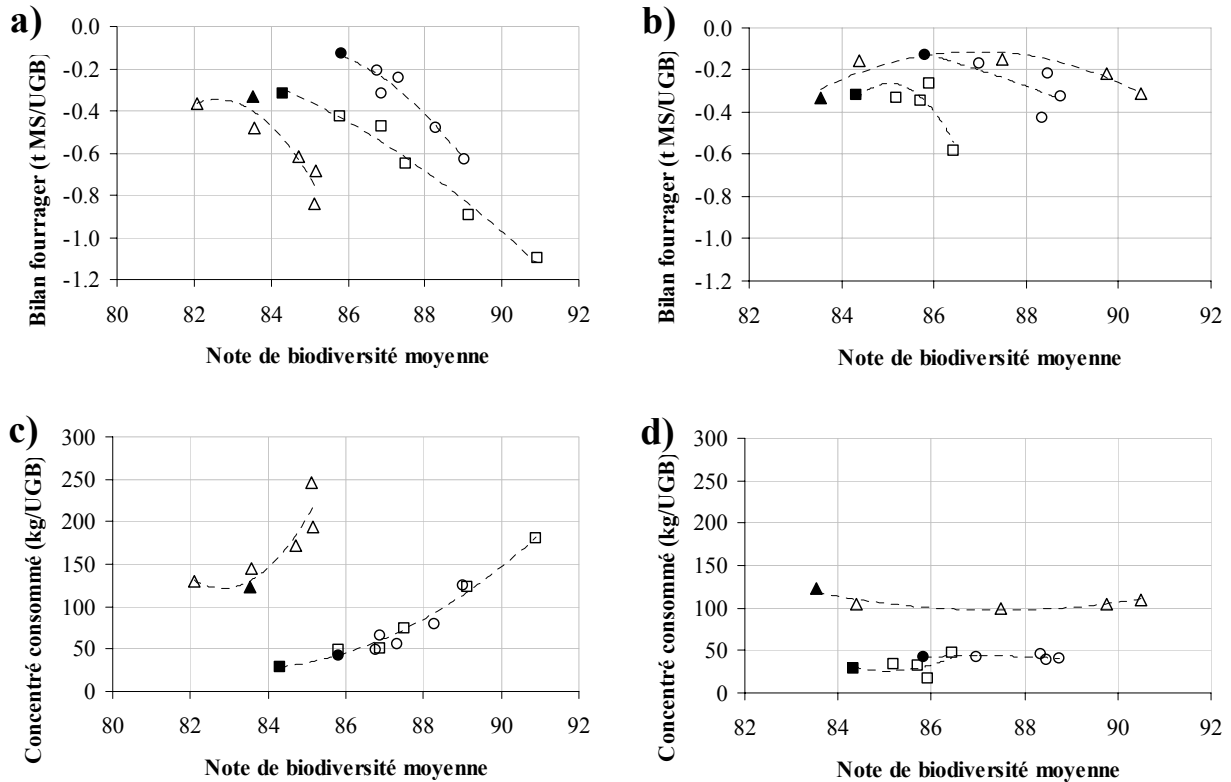 a)
Bilan fourrager (t MS/UGB)
0.0
-0.2
-0.4
-0.6
-0.8
-1.0
-1.2
80 82 84 86 88 90 92
Note de biodiversité moyenne
b)
Bilan fourrager (t MS/UGB)
0.0
-0.2
-0.4
-0.6
-0.8
-1.0
-1.2
82 84 86 88 90 92
Note de biodiversité moyenne
c)
Concentré consommé (kg/UGB)
300
250
200
150
100
50
0
80 82 84 86 88 90 92
Note de biodiversité moyenne
d)
Concentré consommé (kg/UGB)
300
250
200
150
100
50
0
82 84 86 88 90 92
Note de biodiversité moyenne